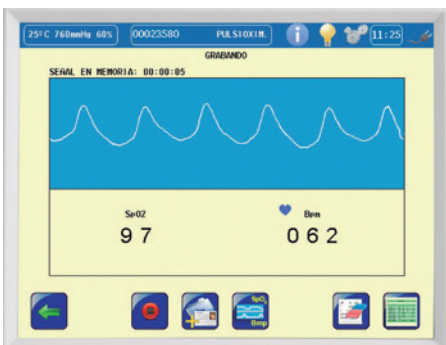 25ºC 760mmHg 60% 00023580 PULSIOXIM. i 11:25
GRABANDO
SEÑAL EN MEMORIA: 00:00:05
SpO2 Bpm
97 062
SpO₂
Bmp